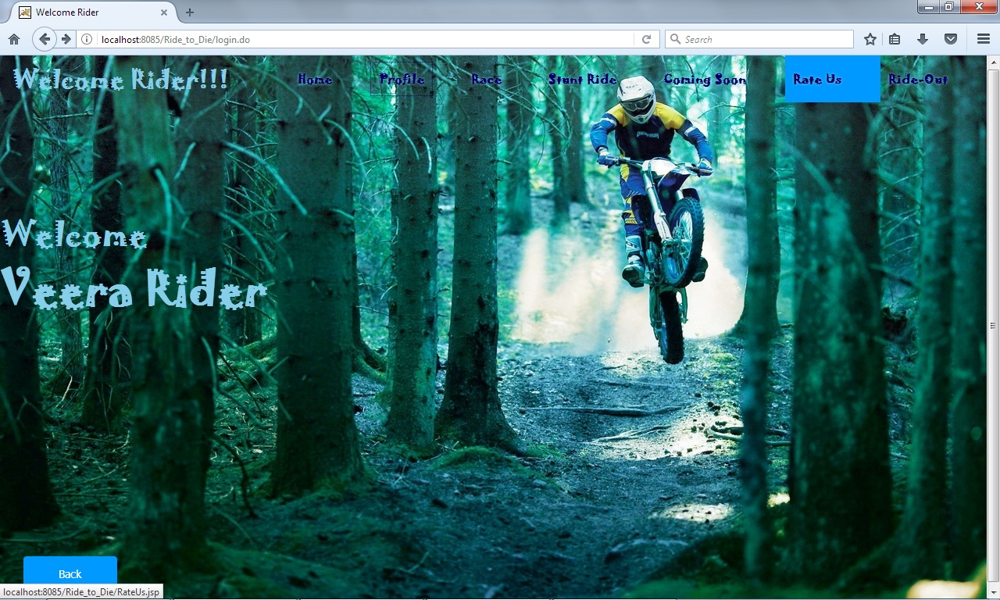 Welcome Rider
localhost:8085/Ride_to_Die/login.do
Search
Welcome Rider!!! Home Profile Race Stunt Ride Coming Soon Rate Us Ride-Out
Welcome
Veera Rider
Back
localhost:8085/Ride_to_Die/RateUs.jsp